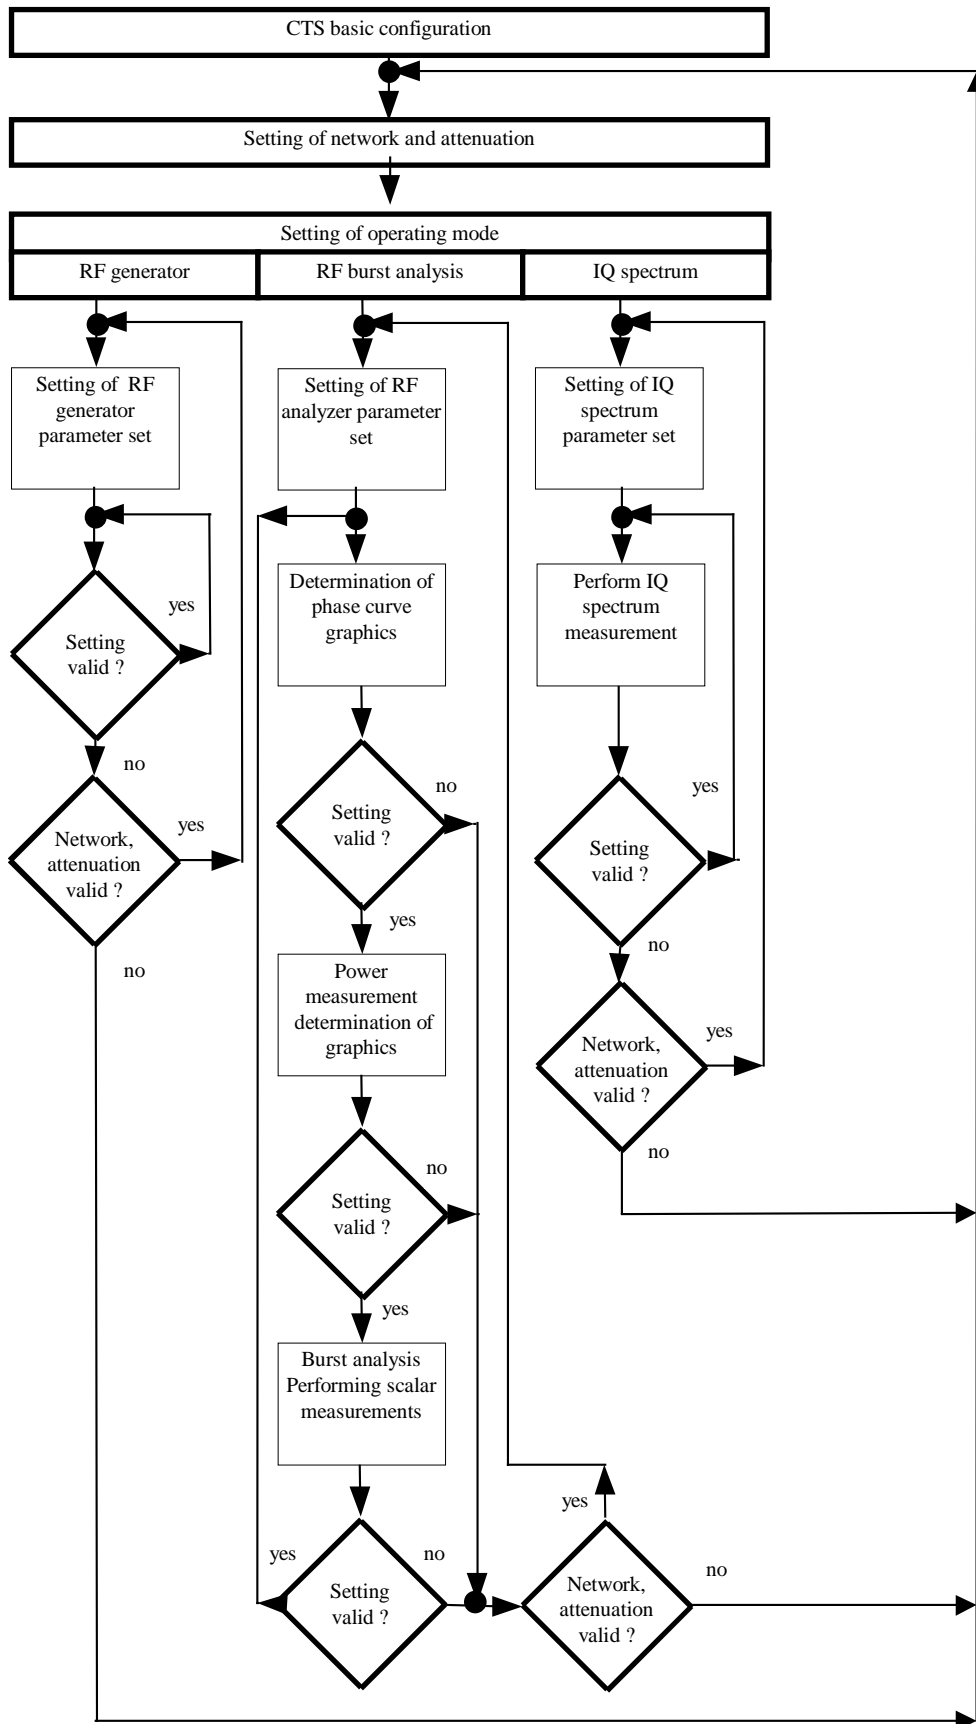 CTS basic configuration
Setting of network and attenuation
Setting of operating mode
RF generator
RF burst analysis
IQ spectrum
Setting of  RF
generator
parameter set
Setting of RF
analyzer parameter
set
Setting of IQ
spectrum
parameter set
Determination of
phase curve
graphics
Perform IQ
spectrum
measurement
yes
Setting
valid ?
no
Network,
attenuation
valid ?
yes
no
Setting
valid ?
no
yes
Power
measurement
determination of
graphics
Setting
valid ?
no
yes
Burst analysis
Performing scalar
measurements
Setting
valid ?
yes
no
Network,
attenuation
valid ?
yes
no
Setting
valid ?
yes
no
Network,
attenuation
valid ?
yes
no